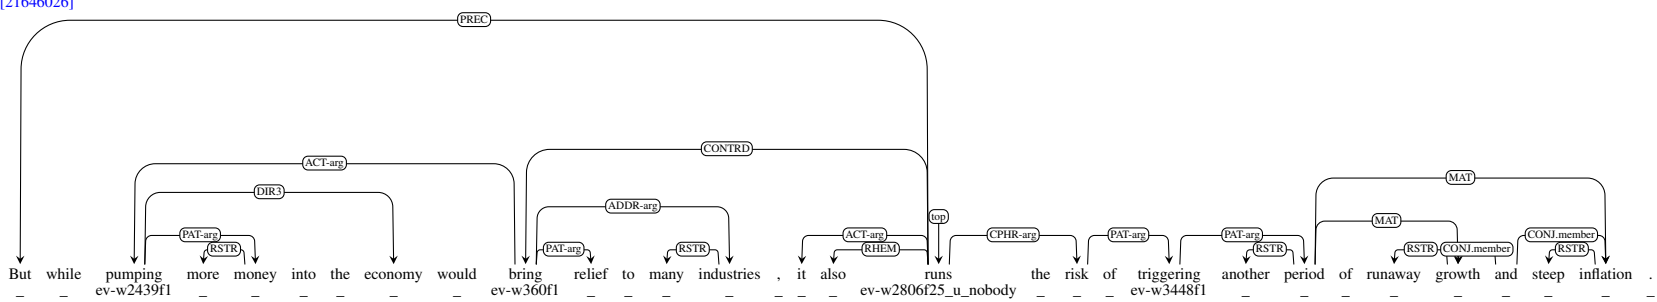 [21646026]
PREC
CONTRD
ACT-arg
MAT
DIR3
ADDR-arg
top
MAT
PAT-arg
ACT-arg
CPHR-arg
PAT-arg
PAT-arg
CONJ.member
RSTR
PAT-arg
RSTR
RHEM
RSTR
RSTR
CONJ.member
RSTR
But while pumping more money into the economy would bring relief to many industries , it also runs the risk of triggering another period of runaway growth and steep inflation .
_ _ ev-w2439f1 _ _ _ _ _ _ ev-w360f1 _ _ _ _ _ _ _ ev-w2806f25_u_nobody _ _ _ ev-w3448f1 _ _ _ _ _ _ _ _ _